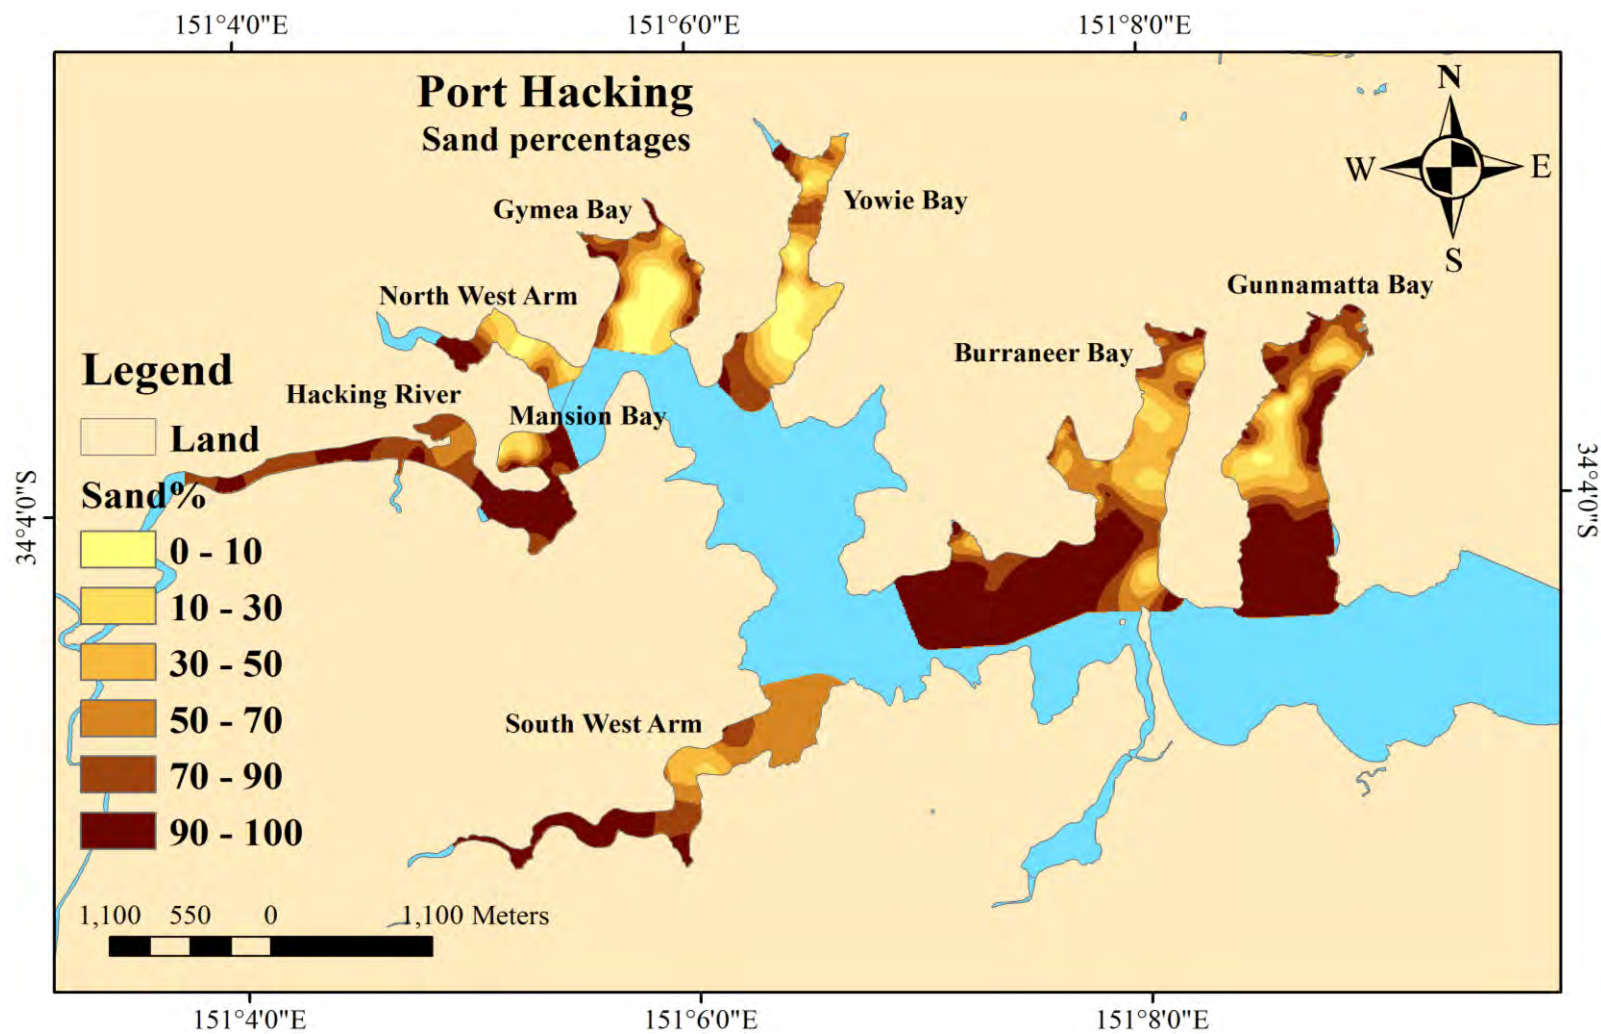 151°4'0"E
151°6'0"E
151°8'0"E
Port Hacking
Sand percentages
N
W
E
S
Yowie Bay
Gymea Bay
Gunnamatta Bay
North West Arm
Burraneer Bay
Legend
Hacking River
Mansion Bay
Land
Sand%
34°4'0"S
34°4'0"S
0 - 10
10 - 30
30 - 50
50 - 70
South West Arm
70 - 90
90 - 100
1,100 550 0 1,100 Meters
151°4'0"E
151°6'0"E
151°8'0"E